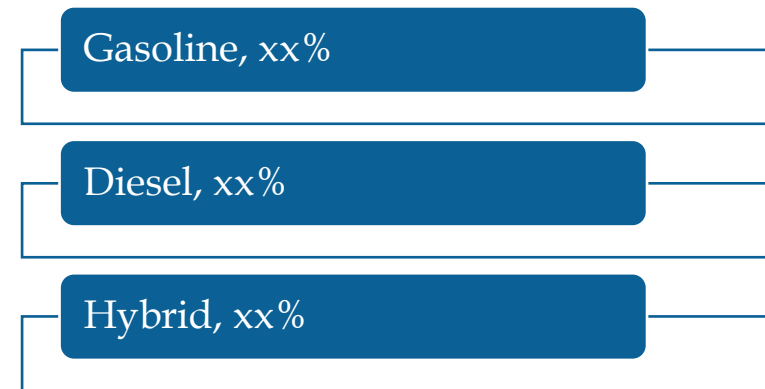 Gasoline, xx%
Diesel, xx%
Hybrid, xx%